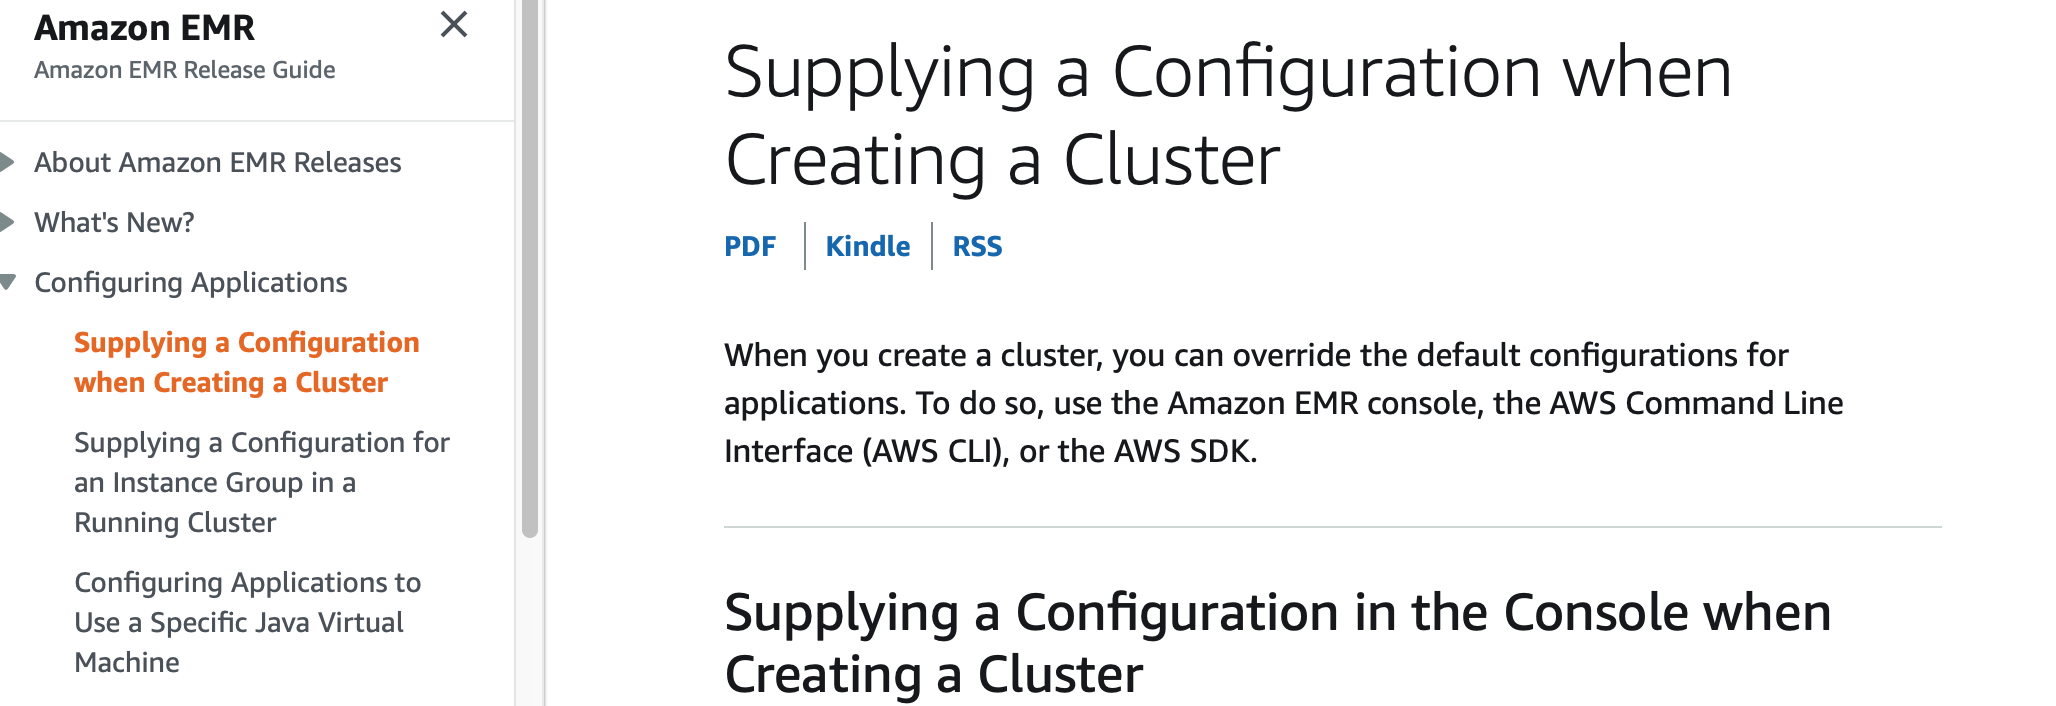 Amazon EMR
Amazon EMR Release Guide
About Amazon EMR Releases
What's New?
Configuring Applications
Supplying a Configuration
when Creating a Cluster
Supplying a Configuration for
an Instance Group in a
Running Cluster
Configuring Applications to
Use a Specific Java Virtual
Machine
Supplying a Configuration when
Creating a Cluster
PDF
Kindle
RSS
When you create a cluster, you can override the default configurations for
applications. To do so, use the Amazon EMR console, the AWS Command Line
Interface (AWS CLI), or the AWS SDK.
Supplying a Configuration in the Console when
Creating a Cluster